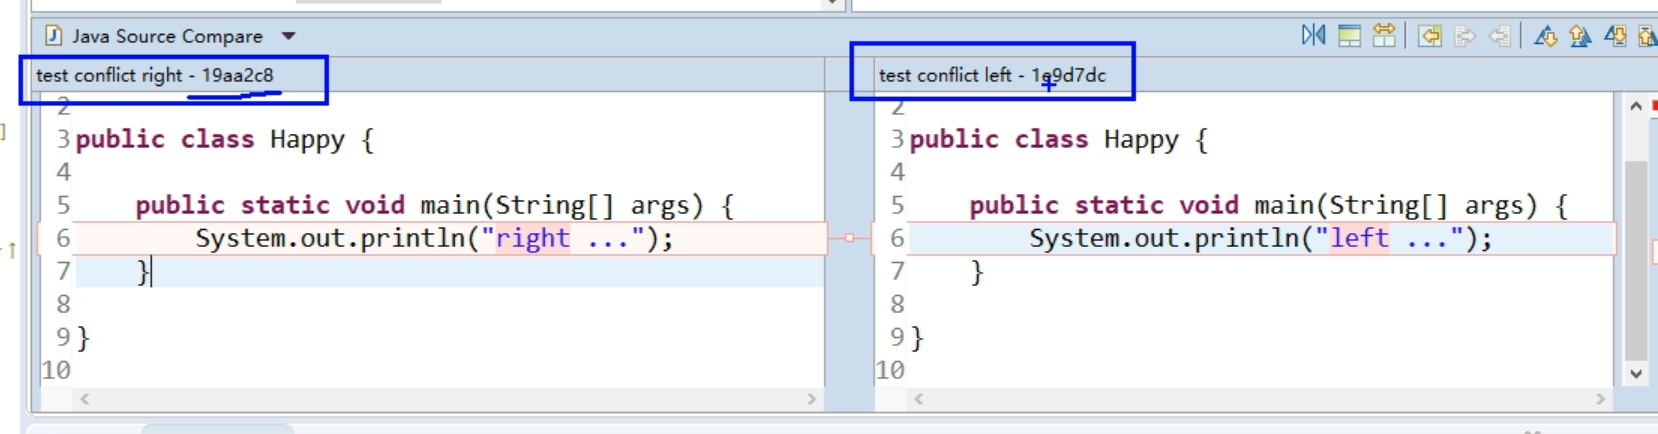 Java Source Compare
test conflict right - 19aa2c8
2
3 public class Happy {
4
5     public static void main(String[] args) {
6         System.out.println("right ...");
7     }
8
9 }
10
test conflict left - 1e9d7dc
2
3 public class Happy {
4
5     public static void main(String[] args) {
6         System.out.println("left ...");
7     }
8
9 }
10